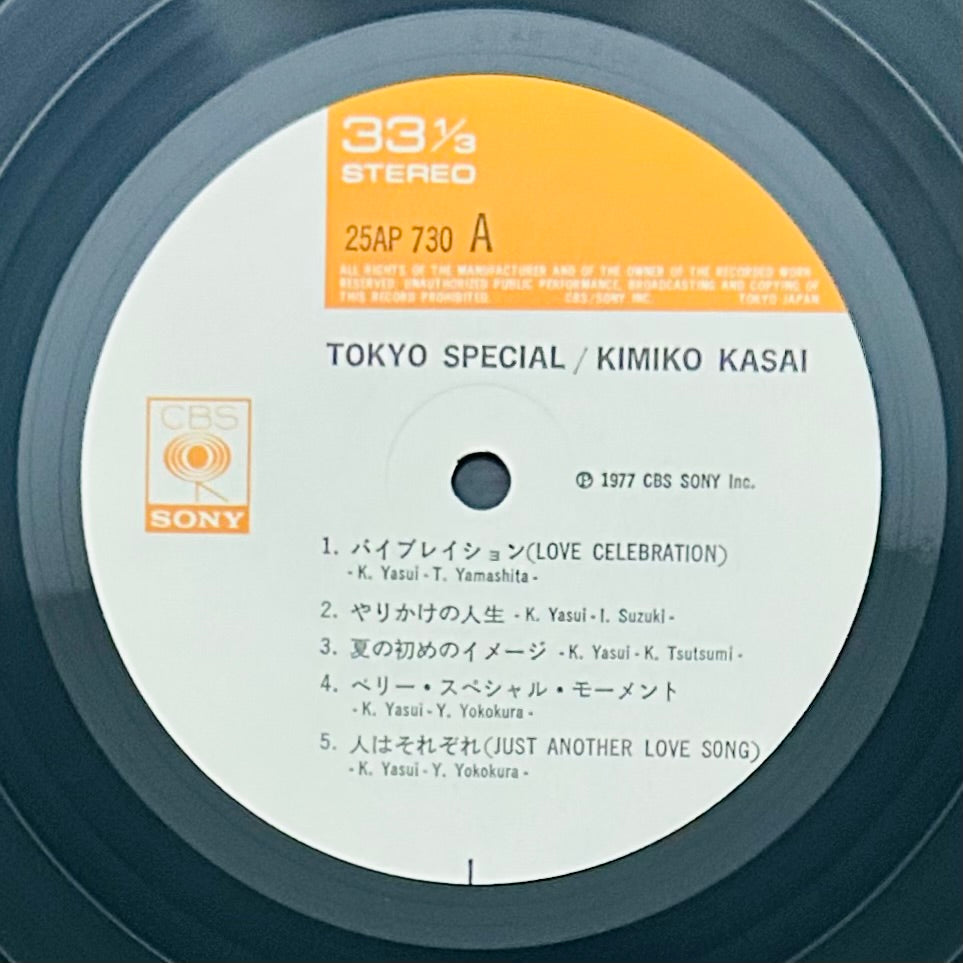 33 1/3
STEREO
25AP 730 A
ALL RIGHTS OF THE MANUFACTURER AND OF THE OWNER OF THE RECORDED WORK
RESERVED. UNAUTHORIZED PUBLIC PERFORMANCE, BROADCASTING AND COPYING OF
THIS RECORD PROHIBITED. CBS/SONY INC. TOKYO JAPAN
TOKYO SPECIAL / KIMIKO KASAI
CBS
SONY
℗ 1977 CBS SONY Inc.
1. バイブレイション(LOVE CELEBRATION)
- K. Yasui - T. Yamashita -
2. やりかけの人生 - K. Yasui - I. Suzuki -
3. 夏の初めのイメージ - K. Yasui - K. Tsutsumi -
4. ベリー・スペシャル・モーメント
- K. Yasui - Y. Yokokura -
5. 人はそれぞれ(JUST ANOTHER LOVE SONG)
- K. Yasui - Y. Yokokura -